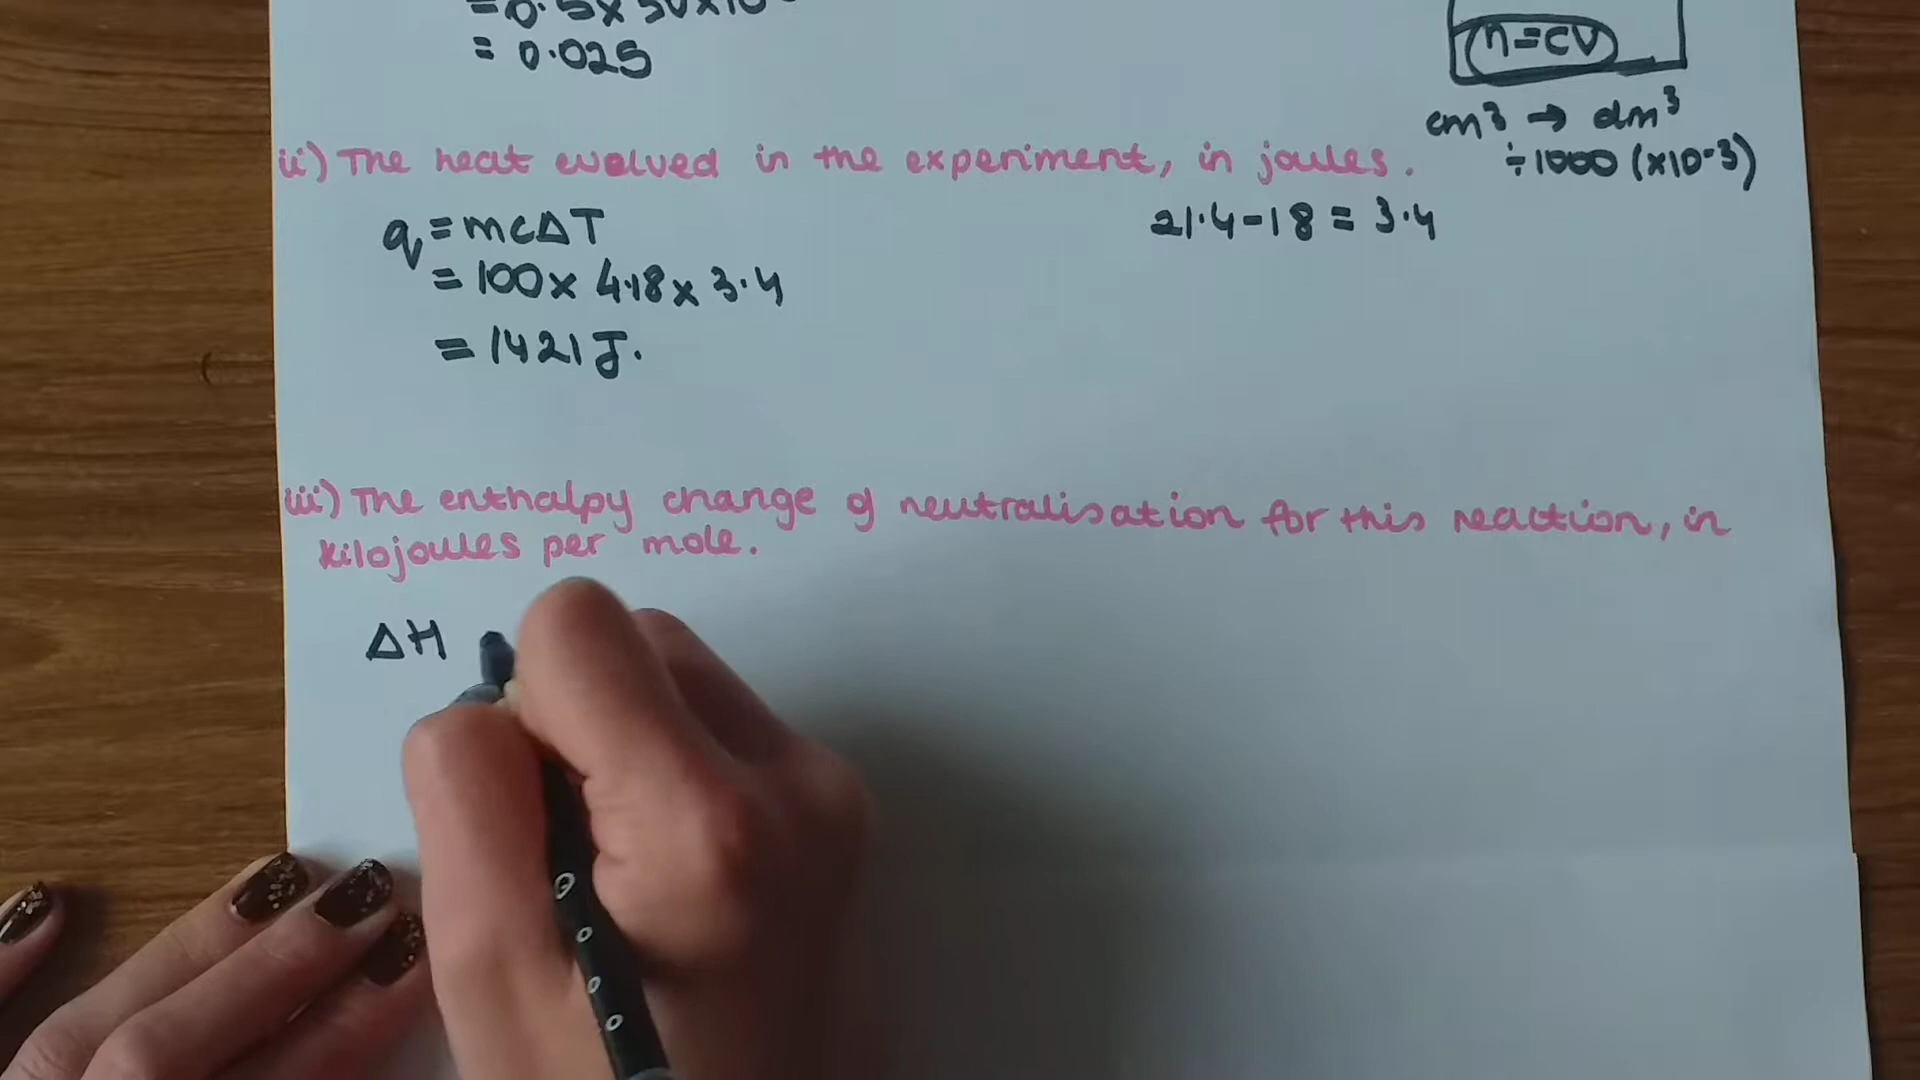 = 0.5x50x10
= 0.025
n=cv
cm³ → dm³
÷1000 (x10-3)
ii) The heat evolved in the experiment, in joules.
q=mcΔT
= 100 x 4.18 x 3.4
= 1421 J.
21.4-18 = 3.4
iii) The enthalpy change of neutralisation for this reaction, in
kilojoules per mole.
ΔH